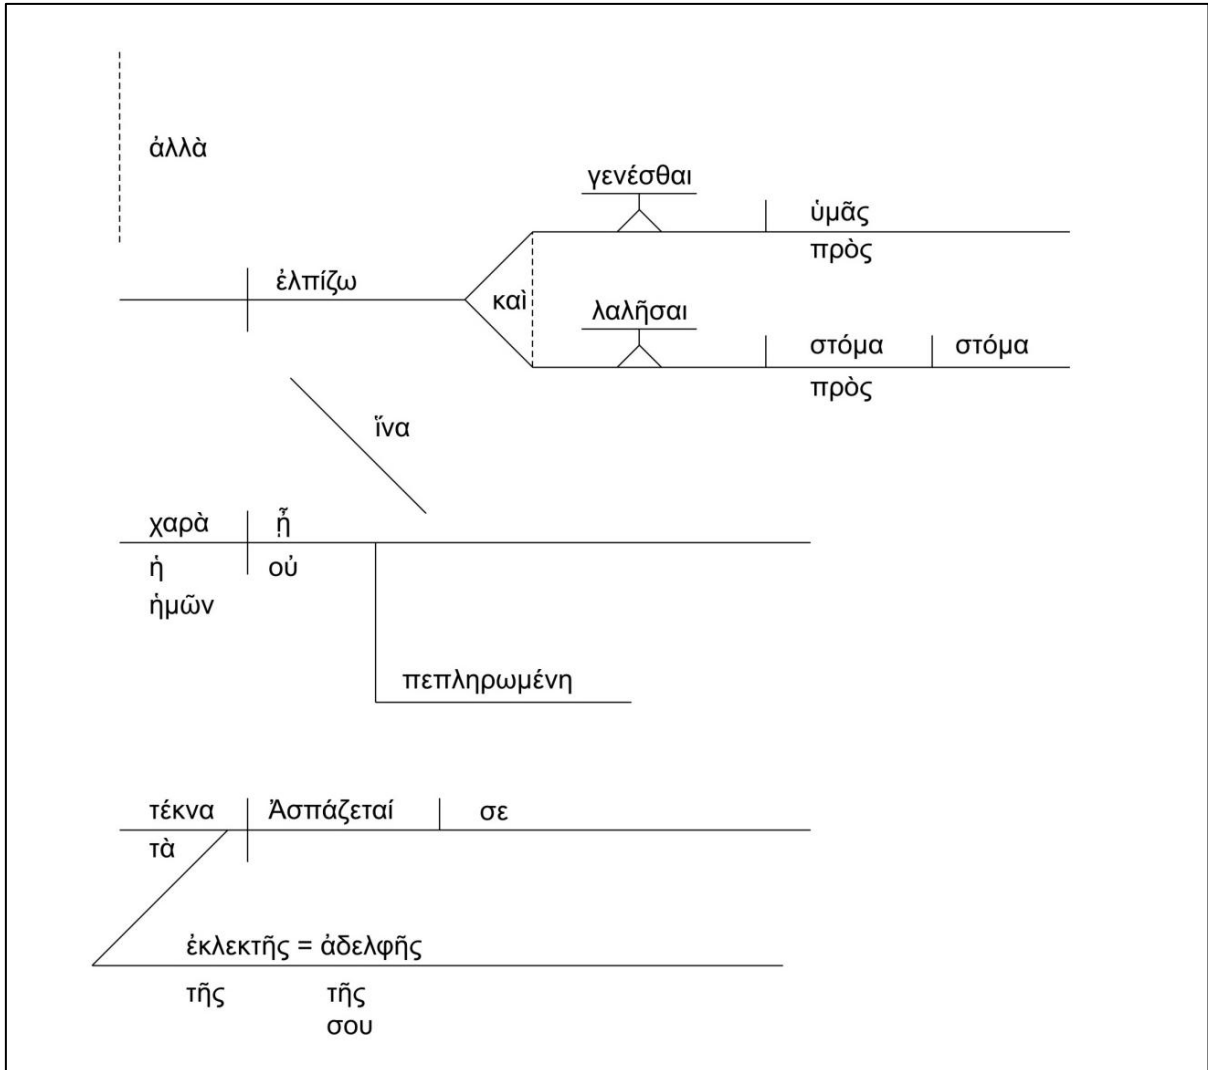 ἀλλὰ
γενέσθαι
ὑμᾶς
πρὸς
ἐλπίζω
καὶ
λαλῆσαι
στόμα στόμα
πρὸς
ἵνα
χαρὰ ᾖ
ἡ οὐ
ἡμῶν
πεπληρωμένη
τέκνα Ἀσπάζεταί σε
τὰ
ἐκλεκτῆς = ἀδελφῆς
τῆς τῆς
σου